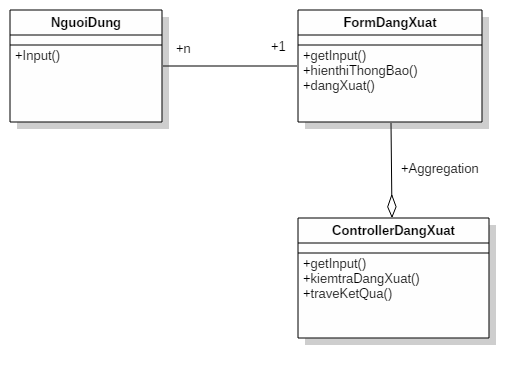 NguoiDung
+Input()
+n
+1
FormDangXuat
+getInput()
+hienthiThongBao()
+dangXuat()
+Aggregation
ControllerDangXuat
+getInput()
+kiemtraDangXuat()
+traveKetQua()